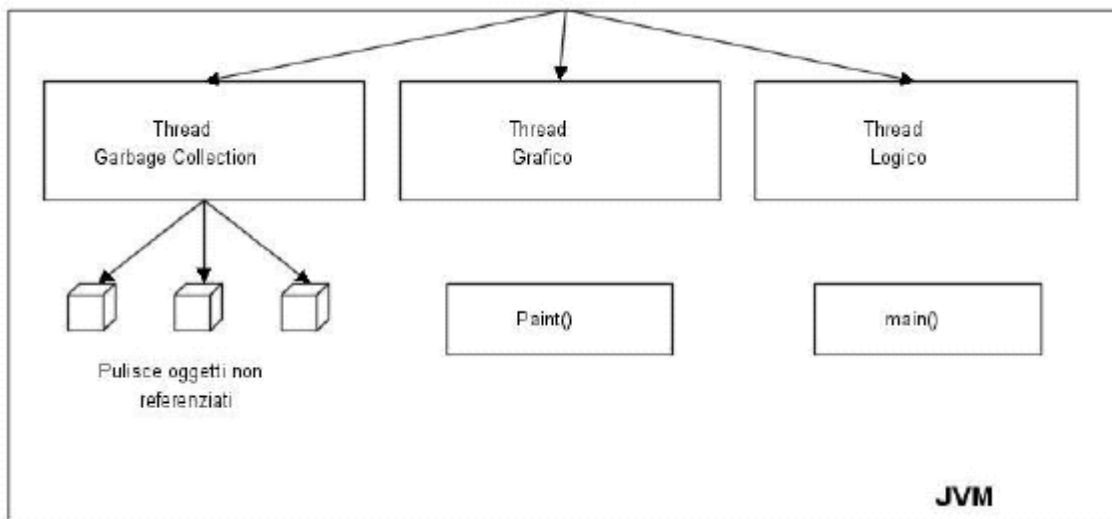 Thread
Garbage Collection
Thread
Grafico
Thread
Logico
Paint()
main()
Pulisce oggetti non
referenziati
JVM